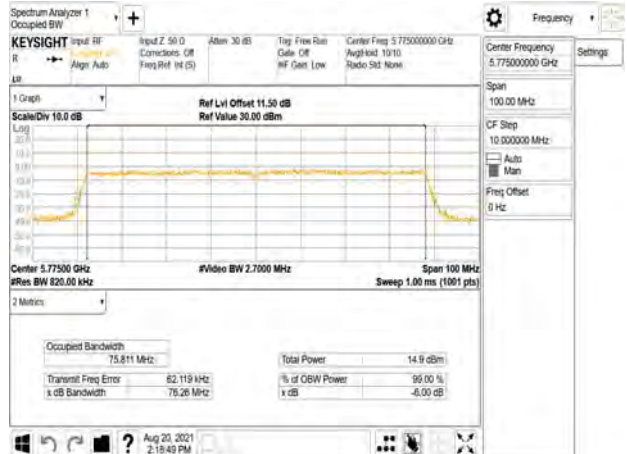 Spectrum Analyzer 1
Occupied BW
+
Frequency
KEYSIGHT Input: RF
R
Align: Auto
Input Z: 50 Ω
Corrections: Off
Freq Ref: Int (S)
Atten: 30 dB
Trig: Free Run
Gate: Off
#IF Gain: Low
Center Freq: 5.775000000 GHz
Avg|Hold: 10/10
Radio Std: None
Center Frequency
5.775000000 GHz
Settings
Span
100.00 MHz
CF Step
10.000000 MHz
Auto
Man
Freq Offset
0 Hz
1 Graph
Scale/Div 10.0 dB
Ref Lvl Offset 11.50 dB
Ref Value 30.00 dBm
Log
Center 5.77500 GHz
#Res BW 820.00 kHz
#Video BW 2.7000 MHz
Span 100 MHz
Sweep 1.00 ms (1001 pts)
2 Metrics
Occupied Bandwidth
75.811 MHz
Transmit Freq Error 62.119 kHz
x dB Bandwidth 76.26 MHz
Total Power 14.9 dBm
% of OBW Power 99.00 %
x dB -6.00 dB
?
Aug 20, 2021
2:18:49 PM